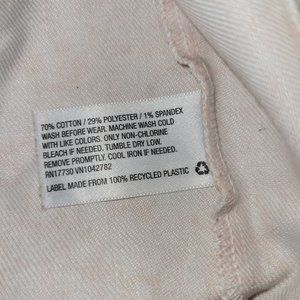 70% COTTON / 29% POLYESTER / 1% SPANDEX
WASH BEFORE WEAR. MACHINE WASH COLD
WITH LIKE COLORS. ONLY NON-CHLORINE
BLEACH IF NEEDED. TUMBLE DRY LOW.
REMOVE PROMPTLY. COOL IRON IF NEEDED.
RN17730 VN1042782
LABEL MADE FROM 100% RECYCLED PLASTIC